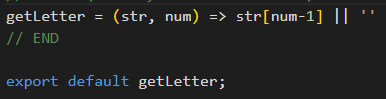 getLetter = (str, num) => str[num-1] || ''
// END
export default getLetter;